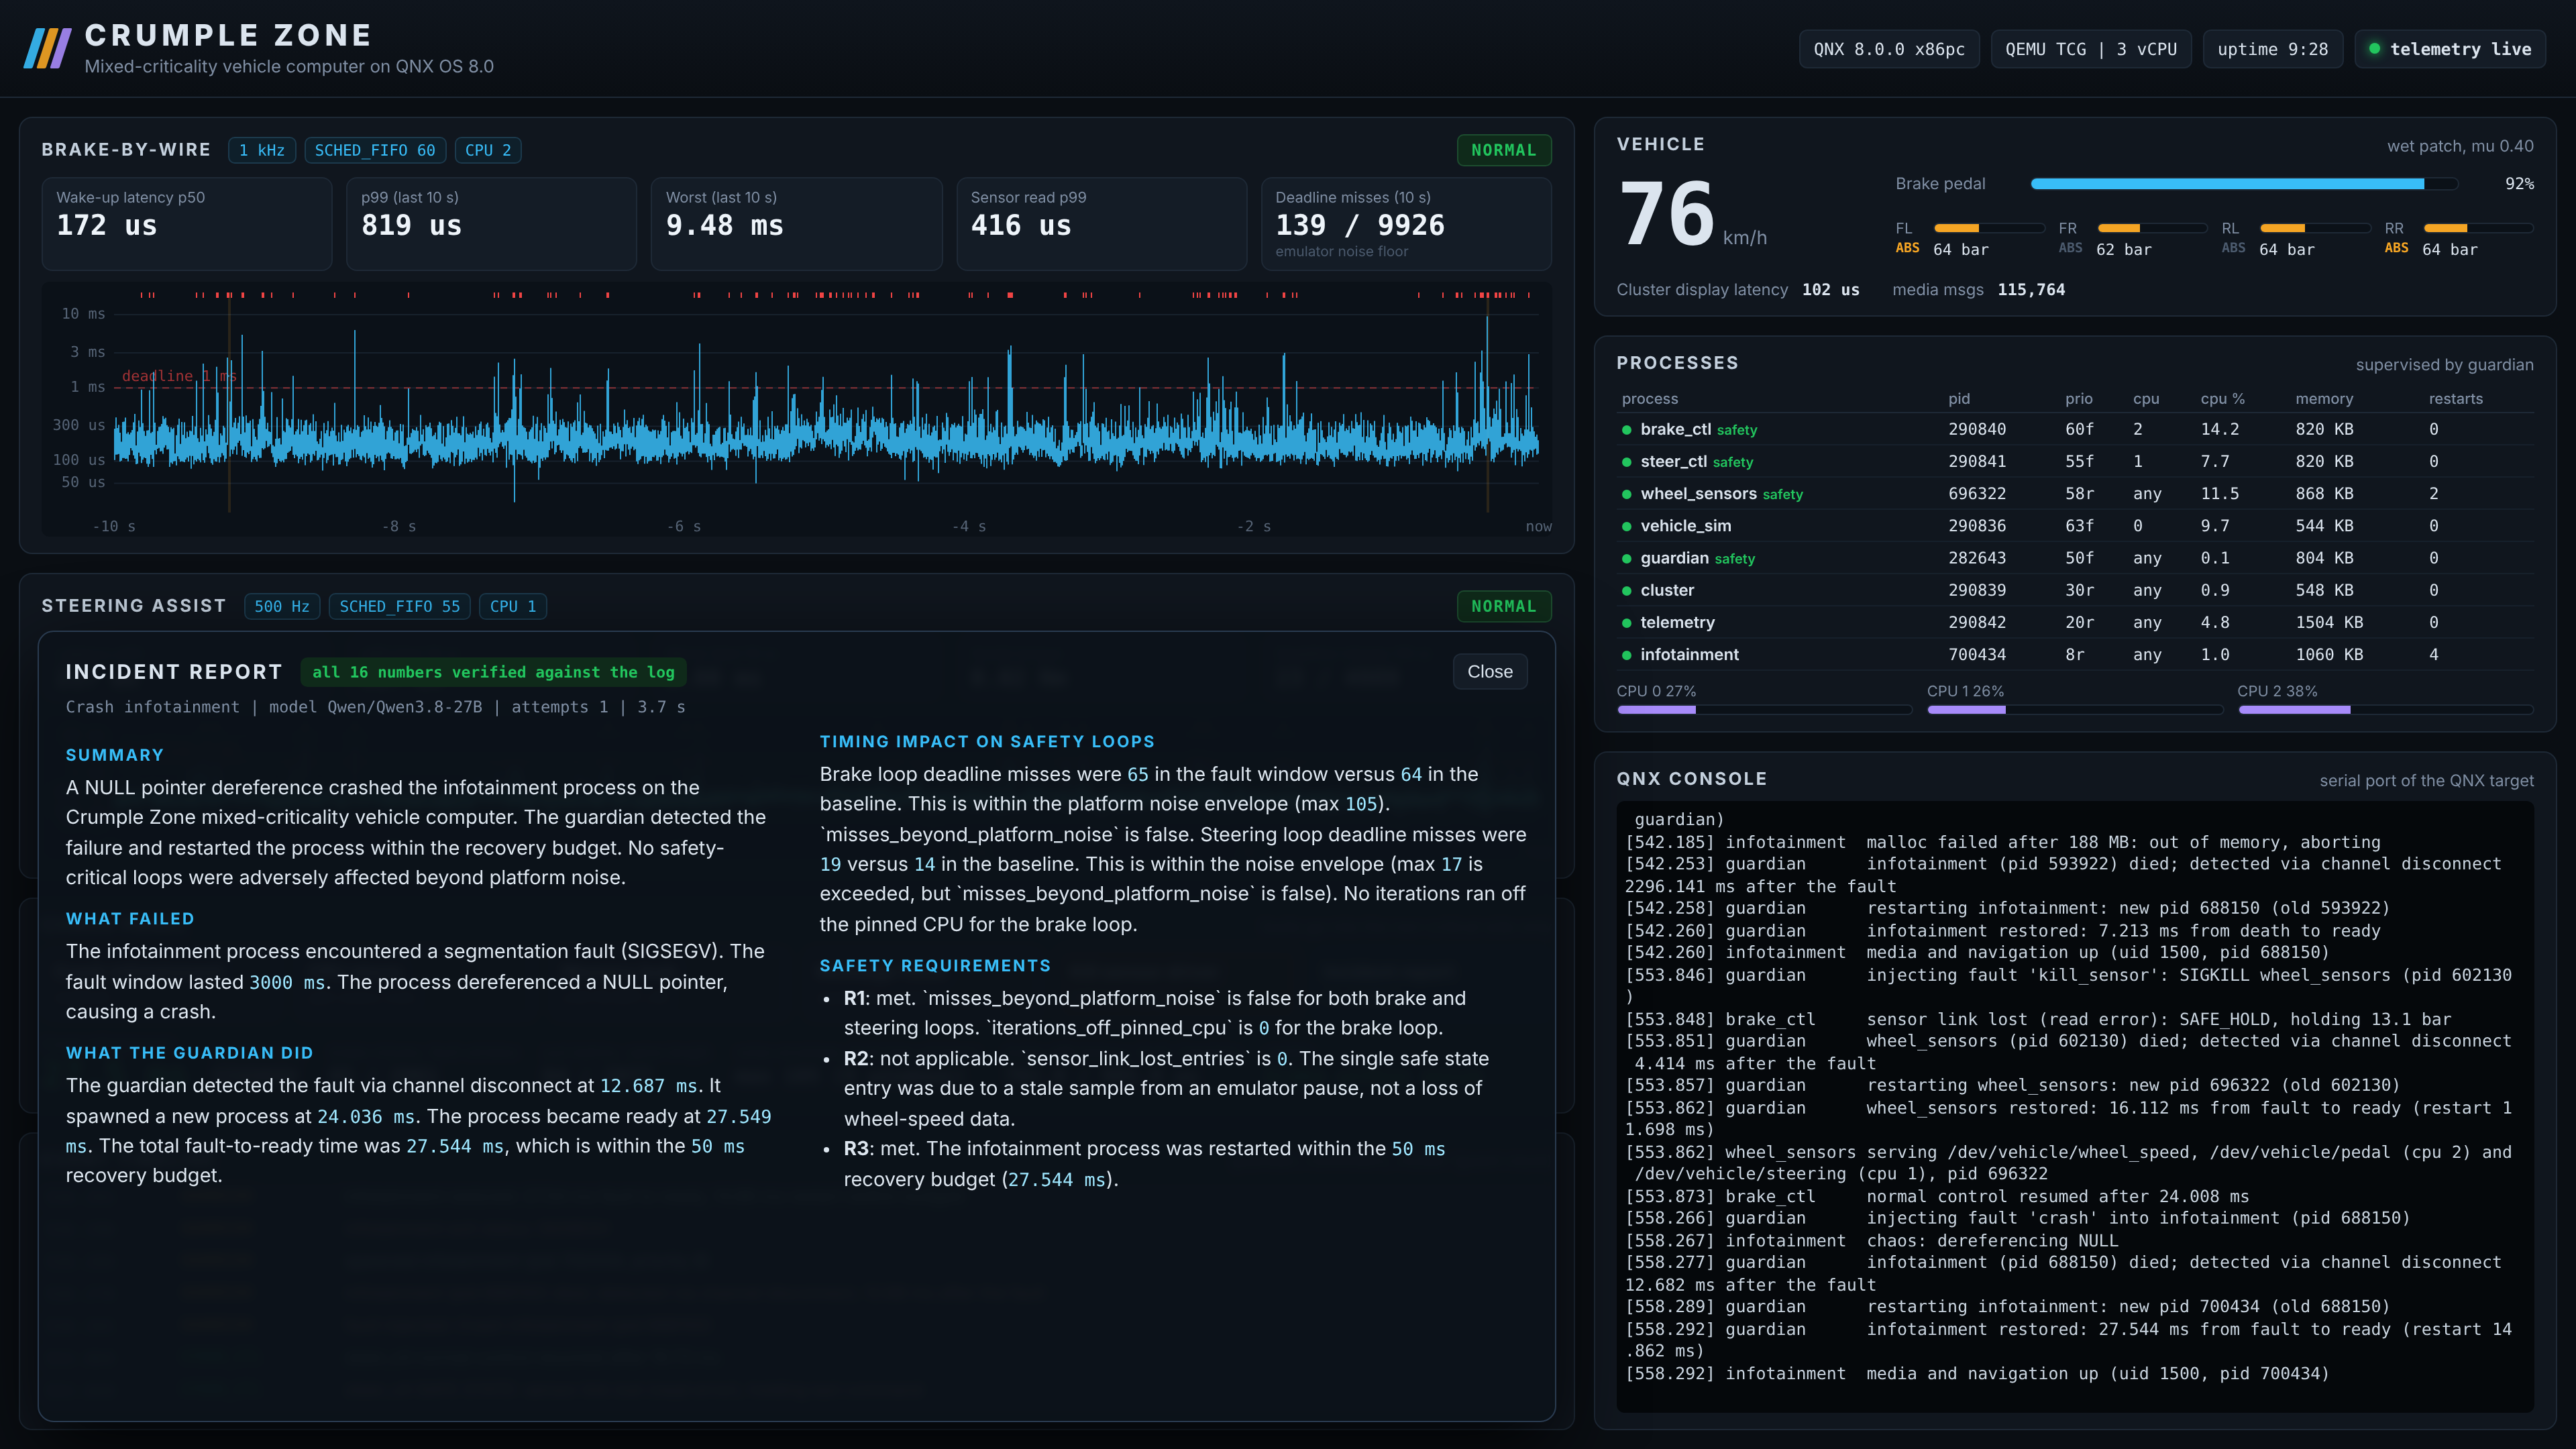 CRUMPLE ZONE
Mixed-criticality vehicle computer on QNX OS 8.0
QNX 8.0.0 x86pc
QEMU TCG | 3 vCPU
uptime 9:28
telemetry live
BRAKE-BY-WIRE
1 kHz
SCHED_FIFO 60
CPU 2
NORMAL
Wake-up latency p50
172 us
p99 (last 10 s)
819 us
Worst (last 10 s)
9.48 ms
Sensor read p99
416 us
Deadline misses (10 s)
139 / 9926
emulator noise floor
10 ms
3 ms
deadline 1 ms
1 ms
300 us
100 us
50 us
-10 s
-8 s
-6 s
-4 s
-2 s
now
STEERING ASSIST
500 Hz
SCHED_FIFO 55
CPU 1
NORMAL
INCIDENT REPORT
all 16 numbers verified against the log
Close
Crash infotainment | model Qwen/Qwen3.8-27B | attempts 1 | 3.7 s
SUMMARY
A NULL pointer dereference crashed the infotainment process on the
Crumple Zone mixed-criticality vehicle computer. The guardian detected the
failure and restarted the process within the recovery budget. No safety-
critical loops were adversely affected beyond platform noise.
WHAT FAILED
The infotainment process encountered a segmentation fault (SIGSEGV). The
fault window lasted 3000 ms. The process dereferenced a NULL pointer,
causing a crash.
WHAT THE GUARDIAN DID
The guardian detected the fault via channel disconnect at 12.687 ms. It
spawned a new process at 24.036 ms. The process became ready at 27.549
ms. The total fault-to-ready time was 27.544 ms, which is within the 50 ms
recovery budget.
TIMING IMPACT ON SAFETY LOOPS
Brake loop deadline misses were 65 in the fault window versus 64 in the
baseline. This is within the platform noise envelope (max 105).
`misses_beyond_platform_noise` is false. Steering loop deadline misses were
19 versus 14 in the baseline. This is within the noise envelope (max 17 is
exceeded, but `misses_beyond_platform_noise` is false). No iterations ran off
the pinned CPU for the brake loop.
SAFETY REQUIREMENTS
• R1: met. `misses_beyond_platform_noise` is false for both brake and
steering loops. `iterations_off_pinned_cpu` is 0 for the brake loop.
• R2: not applicable. `sensor_link_lost_entries` is 0. The single safe state
entry was due to a stale sample from an emulator pause, not a loss of
wheel-speed data.
• R3: met. The infotainment process was restarted within the 50 ms
recovery budget (27.544 ms).
VEHICLE
wet patch, mu 0.40
76 km/h
Brake pedal
92%
FL
ABS 64 bar
FR
ABS 62 bar
RL
ABS 64 bar
RR
ABS 64 bar
Cluster display latency 102 us
media msgs 115,764
PROCESSES
supervised by guardian
process pid prio cpu cpu % memory restarts
brake_ctl safety 290840 60f 2 14.2 820 KB 0
steer_ctl safety 290841 55f 1 7.7 820 KB 0
wheel_sensors safety 696322 58r any 11.5 868 KB 2
vehicle_sim 290836 63f 0 9.7 544 KB 0
guardian safety 282643 50f any 0.1 804 KB 0
cluster 290839 30r any 0.9 548 KB 0
telemetry 290842 20r any 4.8 1504 KB 0
infotainment 700434 8r any 1.0 1060 KB 4
CPU 0 27%
CPU 1 26%
CPU 2 38%
QNX CONSOLE
serial port of the QNX target
guardian)
[542.185] infotainment  malloc failed after 188 MB: out of memory, aborting
[542.253] guardian      infotainment (pid 593922) died; detected via channel disconnect
2296.141 ms after the fault
[542.258] guardian      restarting infotainment: new pid 688150 (old 593922)
[542.260] guardian      infotainment restored: 7.213 ms from death to ready
[542.260] infotainment  media and navigation up (uid 1500, pid 688150)
[553.846] guardian      injecting fault 'kill_sensor': SIGKILL wheel_sensors (pid 602130
)
[553.848] brake_ctl     sensor link lost (read error): SAFE_HOLD, holding 13.1 bar
[553.851] guardian      wheel_sensors (pid 602130) died; detected via channel disconnect
4.414 ms after the fault
[553.857] guardian      restarting wheel_sensors: new pid 696322 (old 602130)
[553.862] guardian      wheel_sensors restored: 16.112 ms from fault to ready (restart 1
1.698 ms)
[553.862] wheel_sensors serving /dev/vehicle/wheel_speed, /dev/vehicle/pedal (cpu 2) and
/dev/vehicle/steering (cpu 1), pid 696322
[553.873] brake_ctl     normal control resumed after 24.008 ms
[558.266] guardian      injecting fault 'crash' into infotainment (pid 688150)
[558.267] infotainment  chaos: dereferencing NULL
[558.277] guardian      infotainment (pid 688150) died; detected via channel disconnect
12.682 ms after the fault
[558.289] guardian      restarting infotainment: new pid 700434 (old 688150)
[558.292] guardian      infotainment restored: 27.544 ms from fault to ready (restart 14
.862 ms)
[558.292] infotainment  media and navigation up (uid 1500, pid 700434)